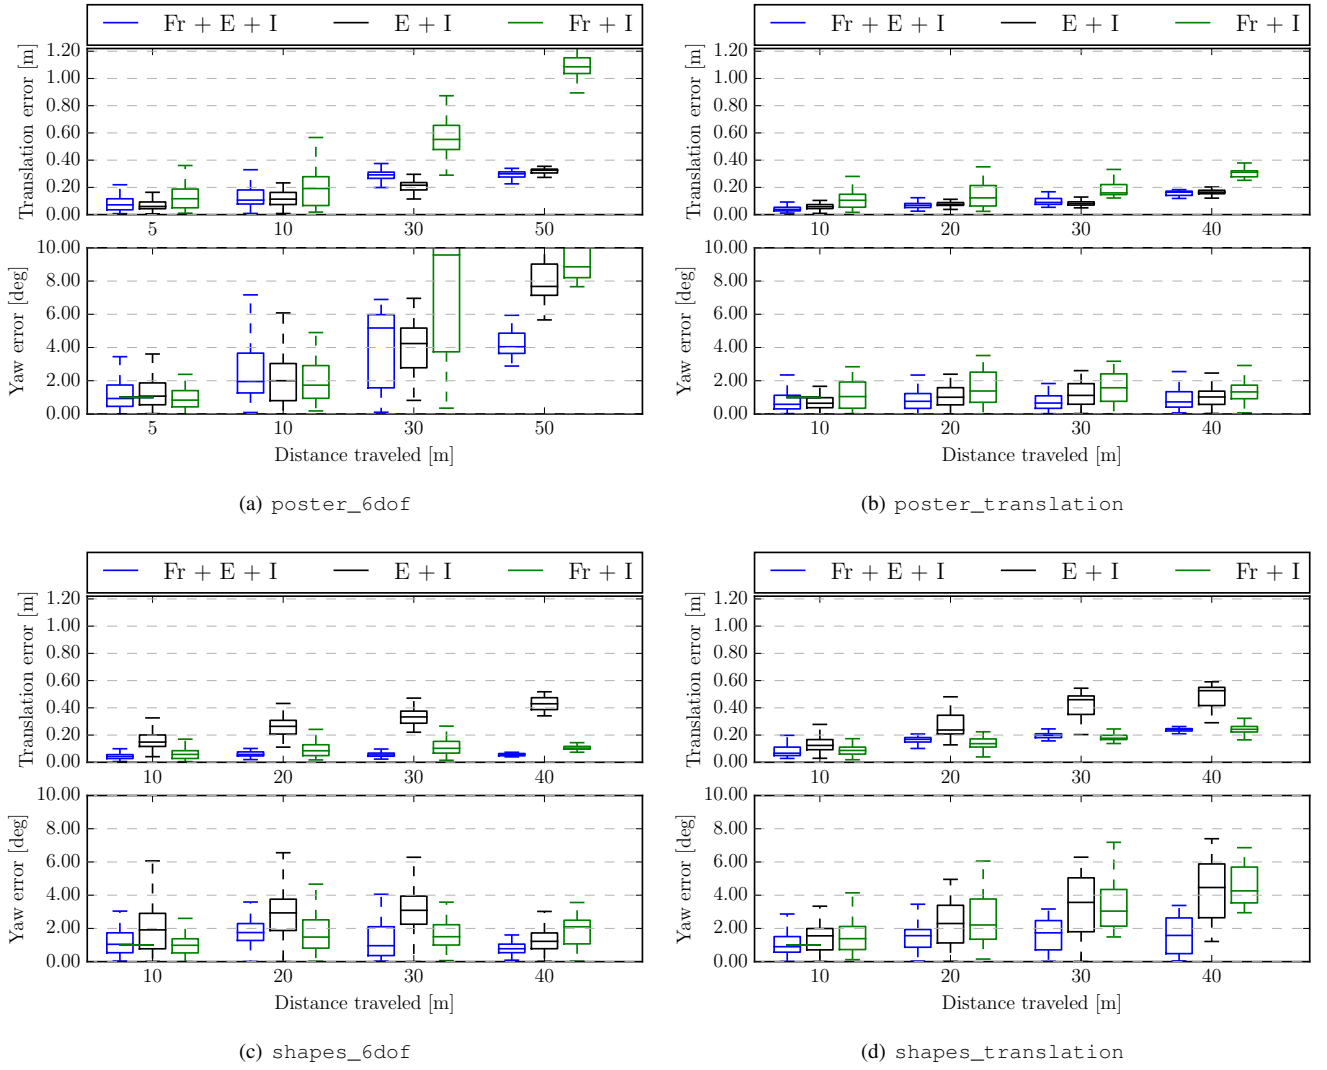 Fr + E + I E + I Fr + I
Translation error [m]
1.20
1.00
0.80
0.60
0.40
0.20
0.00
5 10 30 50
Yaw error [deg]
10.00
8.00
6.00
4.00
2.00
0.00
5 10 30 50
Distance traveled [m]
(a) poster_6dof
Fr + E + I E + I Fr + I
Translation error [m]
1.20
1.00
0.80
0.60
0.40
0.20
0.00
10 20 30 40
Yaw error [deg]
10.00
8.00
6.00
4.00
2.00
0.00
10 20 30 40
Distance traveled [m]
(b) poster_translation
Fr + E + I E + I Fr + I
Translation error [m]
1.20
1.00
0.80
0.60
0.40
0.20
0.00
10 20 30 40
Yaw error [deg]
10.00
8.00
6.00
4.00
2.00
0.00
10 20 30 40
Distance traveled [m]
(c) shapes_6dof
Fr + E + I E + I Fr + I
Translation error [m]
1.20
1.00
0.80
0.60
0.40
0.20
0.00
10 20 30 40
Yaw error [deg]
10.00
8.00
6.00
4.00
2.00
0.00
10 20 30 40
Distance traveled [m]
(d) shapes_translation